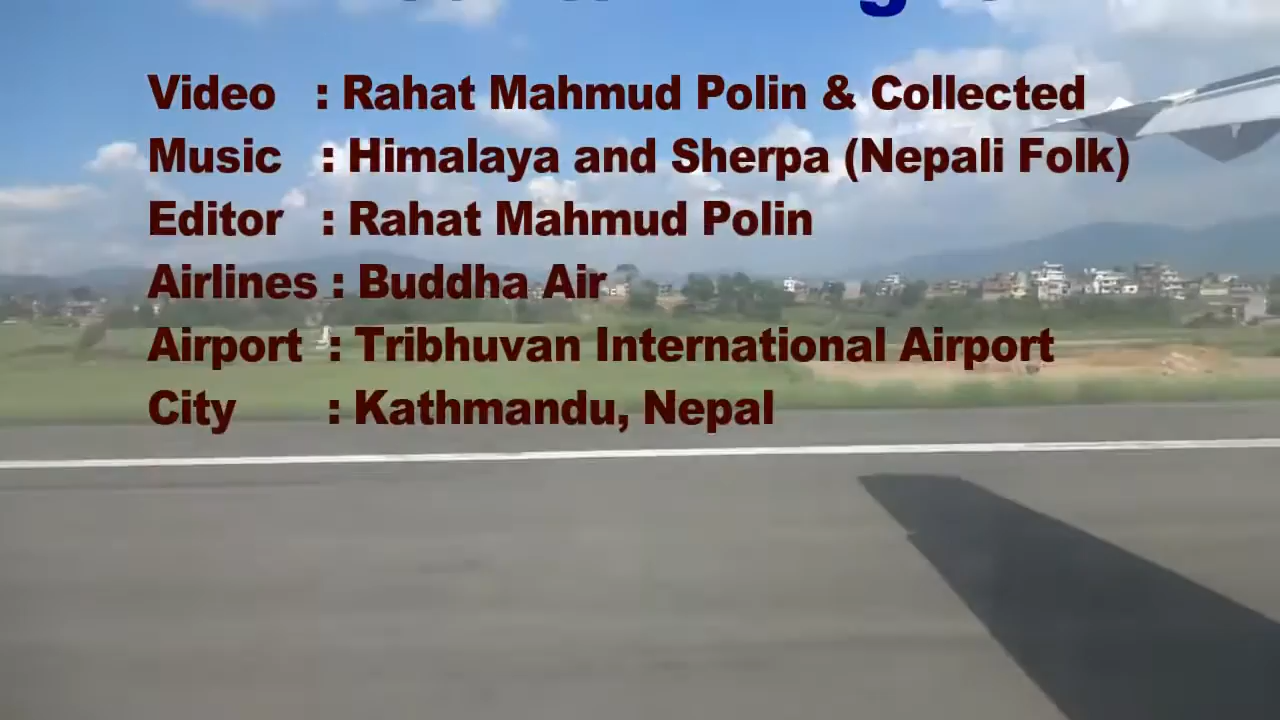 Video : Rahat Mahmud Polin & Collected
Music : Himalaya and Sherpa (Nepali Folk)
Editor : Rahat Mahmud Polin
Airlines : Buddha Air
Airport : Tribhuvan International Airport
City : Kathmandu, Nepal